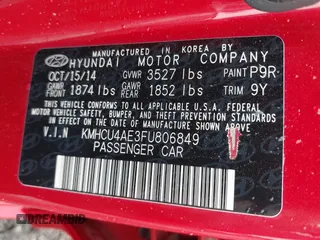 MANUFACTURED IN KOREA BY
HYUNDAI MOTOR COMPANY
OCT/15/14 GVWR 3527 lbs PAINT P9R
GAWR FRONT 1874 lbs GAWR REAR 1852 lbs TRIM 9Y
THIS VEHICLE CONFORMS TO ALL APPLICABLE U.S. FEDERAL
MOTOR VEHICLE SAFETY, BUMPER, AND THEFT PREVENTION
STANDARDS IN EFFECT ON THE DATE OF MANUFACTURE SHOWN ABOVE.
V.I.N KMHCU4AE3FU806849
PASSENGER CAR
06849
DREAMBID